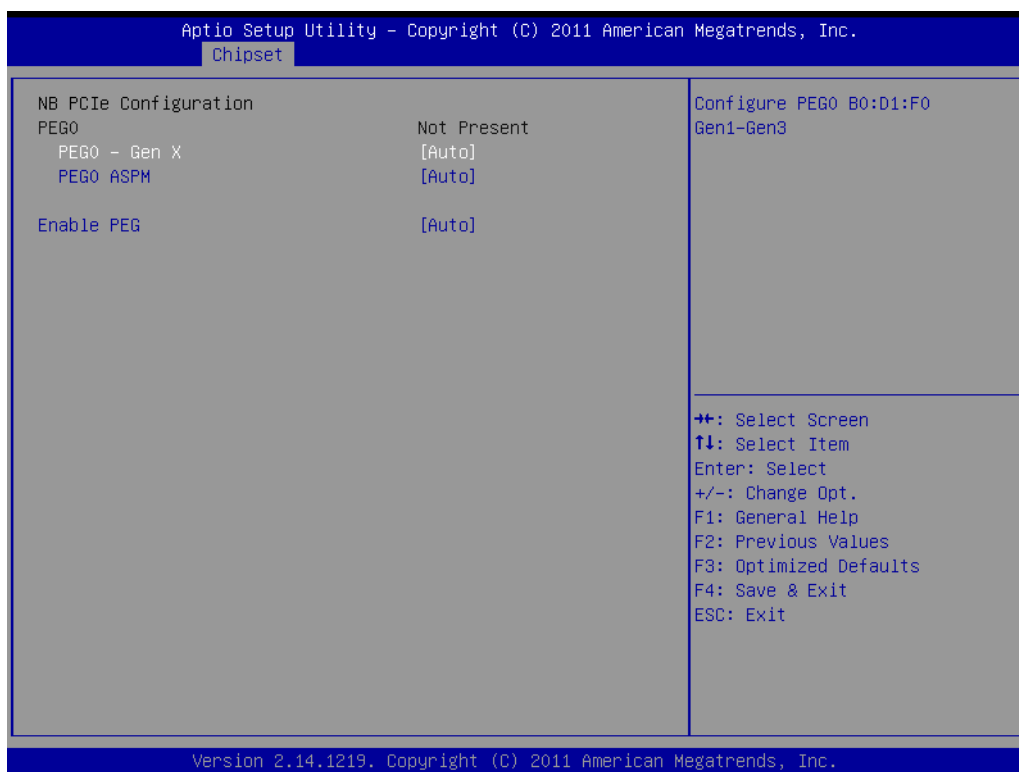 Aptio Setup Utility – Copyright (C) 2011 American Megatrends, Inc.
Chipset
NB PCIe Configuration
PEG0 Not Present
PEG0 – Gen X [Auto]
PEG0 ASPM [Auto]
Enable PEG [Auto]
Configure PEG0 B0:D1:F0
Gen1-Gen3
→←: Select Screen
↑↓: Select Item
Enter: Select
+/-: Change Opt.
F1: General Help
F2: Previous Values
F3: Optimized Defaults
F4: Save & Exit
ESC: Exit
Version 2.14.1219. Copyright (C) 2011 American Megatrends, Inc.